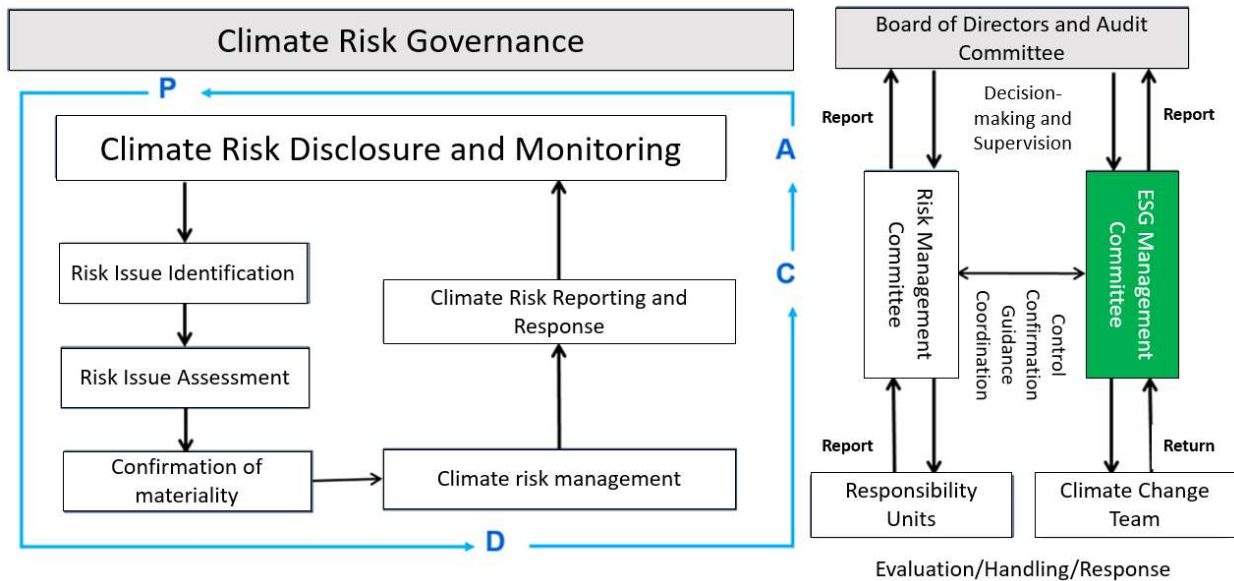 Climate Risk Governance
P
Climate Risk Disclosure and Monitoring
A
Risk Issue Identification
C
Climate Risk Reporting and
Response
Risk Issue Assessment
Confirmation of
materiality
Climate risk management
D
Board of Directors and Audit
Committee
Report
Decision-
making and
Supervision
Report
Risk Management
Committee
ESG Management
Committee
Control
Confirmation
Guidance
Coordination
Report
Return
Responsibility
Units
Climate Change
Team
Evaluation/Handling/Response